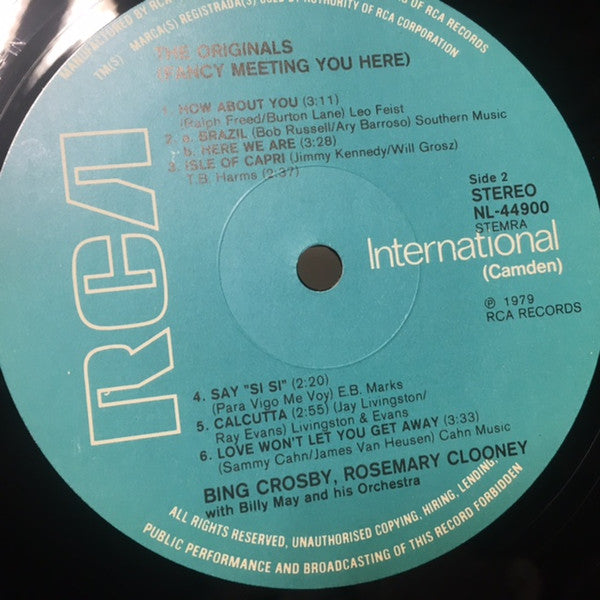 MANUFACTURED BY RCA
TM(S) MARCA(S) REGISTRADA(S) USED BY AUTHORITY OF RCA CORPORATION
OF RCA RECORDS
THE ORIGINALS
(FANCY MEETING YOU HERE)
1. HOW ABOUT YOU (3:11)
(Ralph Freed/Burton Lane) Leo Feist
2. a. BRAZIL (Bob Russell/Ary Barroso) Southern Music
b. HERE WE ARE (3:28)
3. ISLE OF CAPRI (Jimmy Kennedy/Will Grosz)
T.B. Harms (2:37)
Side 2
STEREO
NL-44900
STEMRA
RCA
International
(Camden)
℗ 1979
RCA RECORDS
4. SAY "SI SI" (2:20)
(Para Vigo Me Voy) E.B. Marks
5. CALCUTTA (2:55) (Jay Livingston/
Ray Evans) Livingston & Evans
6. LOVE WON'T LET YOU GET AWAY (3:33)
(Sammy Cahn/James Van Heusen) Cahn Music
BING CROSBY, ROSEMARY CLOONEY
with Billy May and his Orchestra
ALL RIGHTS RESERVED, UNAUTHORISED COPYING, HIRING, LENDING,
PUBLIC PERFORMANCE AND BROADCASTING OF THIS RECORD FORBIDDEN